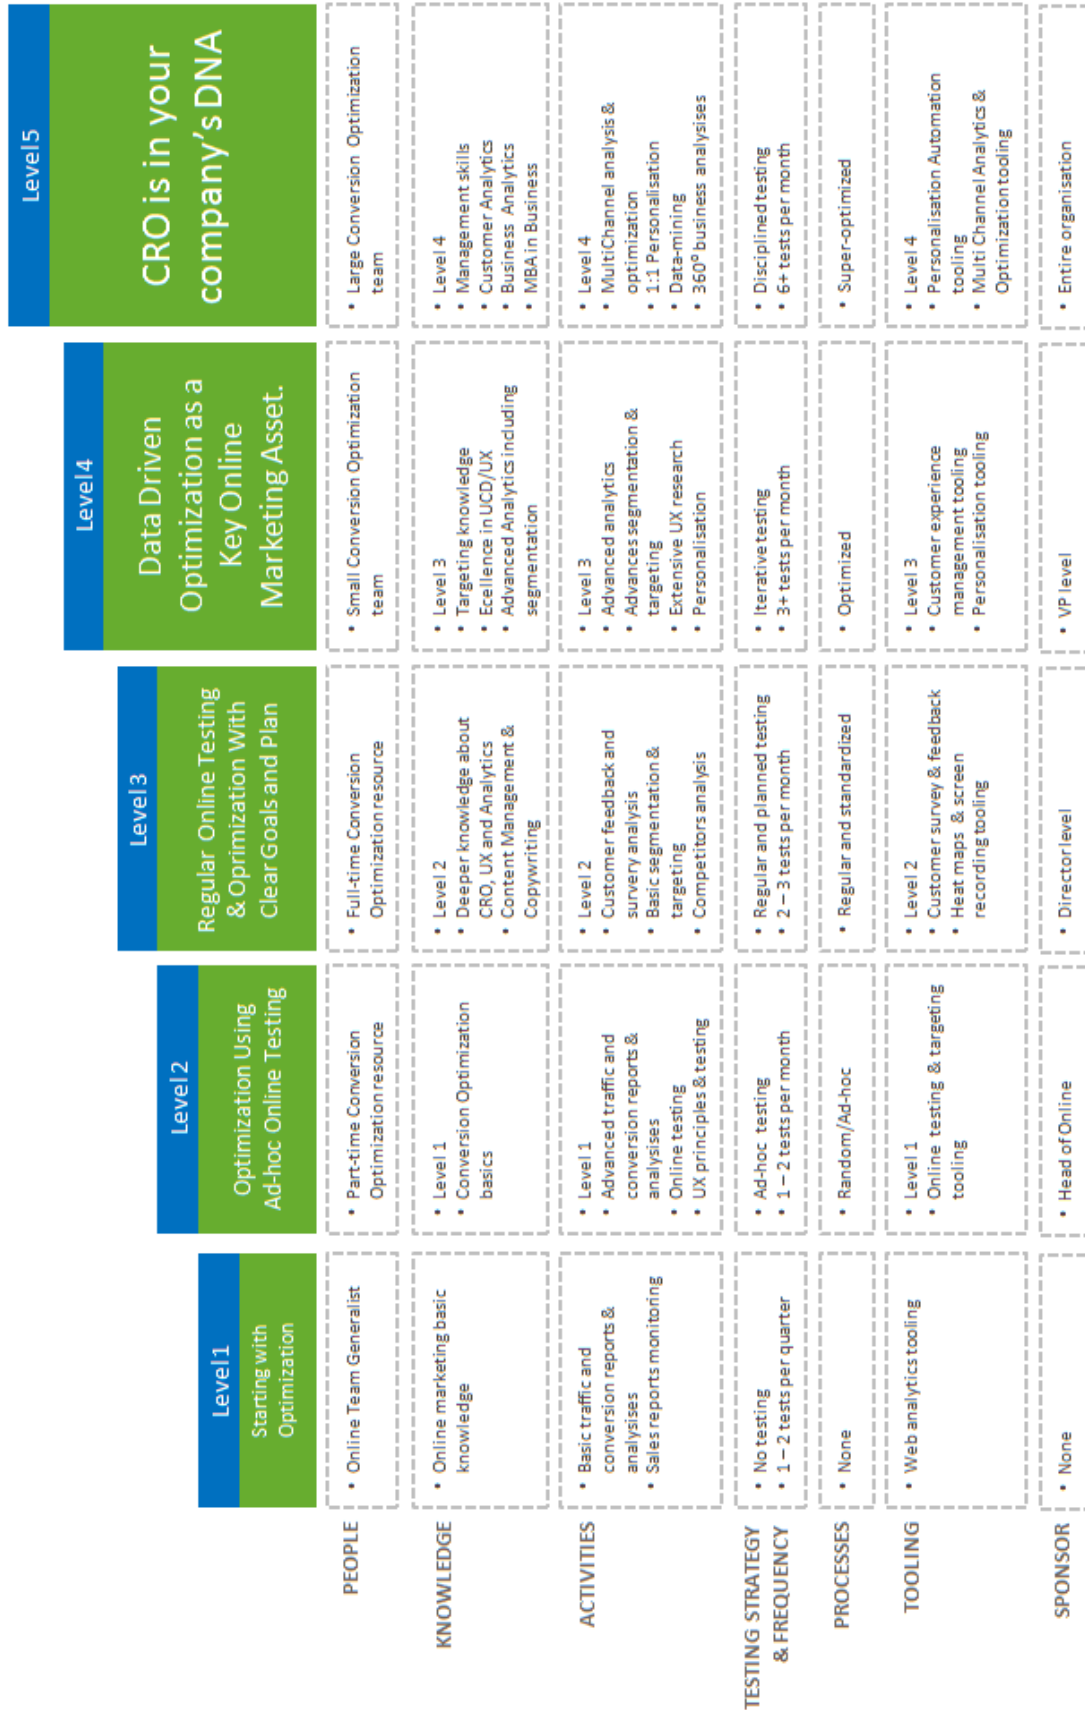 Level 1
Starting with
Optimization
Level 2
Optimization Using
Ad-hoc Online Testing
Level 3
Regular Online Testing
& Oprimization With
Clear Goals and Plan
Level 4
Data Driven
Optimization as a
Key Online
Marketing Asset.
Level 5
CRO is in your
company's DNA
PEOPLE
• Online Team Generalist
• Part-time Conversion
Optimization resource
• Full-time Conversion
Optimization resource
• Small Conversion Optimization
team
• Large Conversion Optimization
team
KNOWLEDGE
• Online marketing basic
knowledge
• Level 1
• Conversion Optimization
basics
• Level 2
• Deeper knowledge about
CRO, UX and Analytics
• Content Management &
Copywriting
• Level 3
• Targeting knowledge
• Ecellence in UCD/UX
• Advanced Analytics including
segmentation
• Level 4
• Management skills
• Customer Analytics
• Business Analytics
• MBA in Business
ACTIVITIES
• Basic traffic and
conversion reports &
analysises
• Sales reports monitoring
• Level 1
• Advanced traffic and
conversion reports &
analysises
• Online testing
• UX principles & testing
• Level 2
• Customer feedback and
survery analysis
• Basic segmentation &
targeting
• Competitors analysis
• Level 3
• Advanced analytics
• Advances segmentation &
targeting
• Extensive UX research
• Personalisation
• Level 4
• MultiChannel analysis &
optimization
• 1:1 Personalisation
• Data-mining
• 360° business analysises
TESTING STRATEGY
& FREQUENCY
• No testing
• 1 – 2 tests per quarter
• Ad-hoc testing
• 1 – 2 tests per month
• Regular and planned testing
• 2 – 3 tests per month
• Iterative testing
• 3+ tests per month
• Disciplined testing
• 6+ tests per month
PROCESSES
• None
• Random/Ad-hoc
• Regular and standardized
• Optimized
• Super-optimized
TOOLING
• Web analytics tooling
• Level 1
• Online testing & targeting
tooling
• Level 2
• Customer survey & feedback
• Heat maps & screen
recording tooling
• Level 3
• Customer experience
management tooling
• Personalisation tooling
• Level 4
• Personalisation Automation
tooling
• Multi Channel Analytics &
Optimization tooling
SPONSOR
• None
• Head of Online
• Director level
• VP level
• Entire organisation